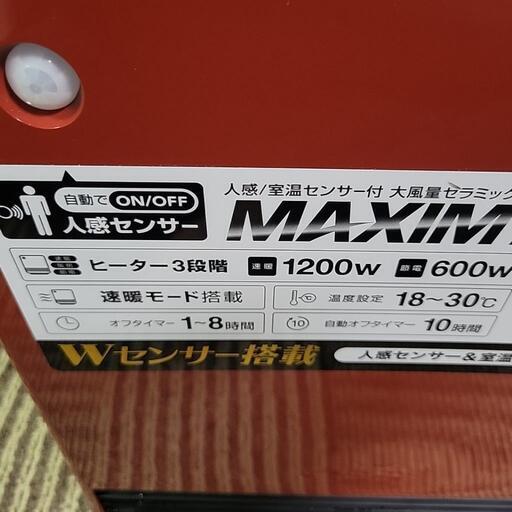 自動で ON/OFF
人感センサー
人感/室温センサー付 大風量セラミック
MAXIM
ヒーター3段階
速暖 1200w
節電 600w
速暖モード搭載
℃ 温度設定 18~30℃
オフタイマー 1~8時間
10 自動オフタイマー 10時間
Wセンサー搭載
人感センサー&室温